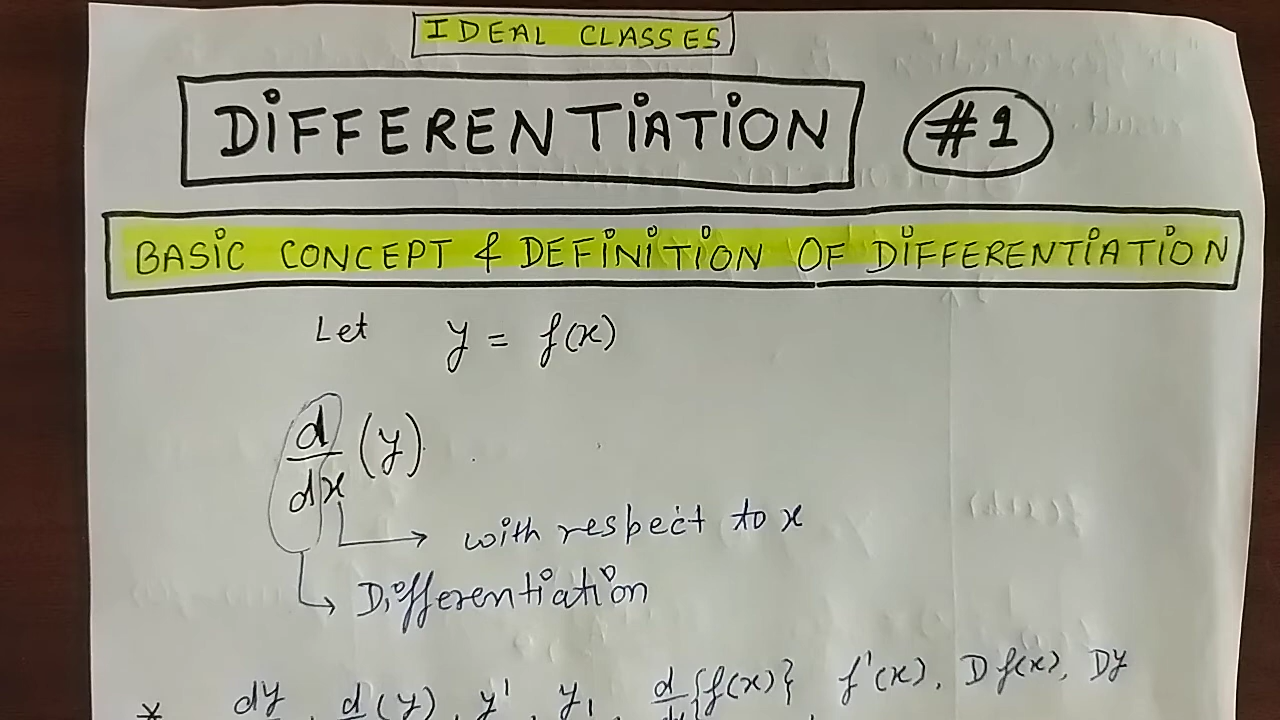 IDEAL CLASSES
DiFFERENTiATiON #1
BASiC CONCEPT & DEFiNiTiON OF DiFFERENTiATiON
Let y = f(x)
d/dx (y)
with respect to x
Differentiation
* dy, d (y), y', y₁, d/dx {f(x)} f'(x), D f(x), Dy